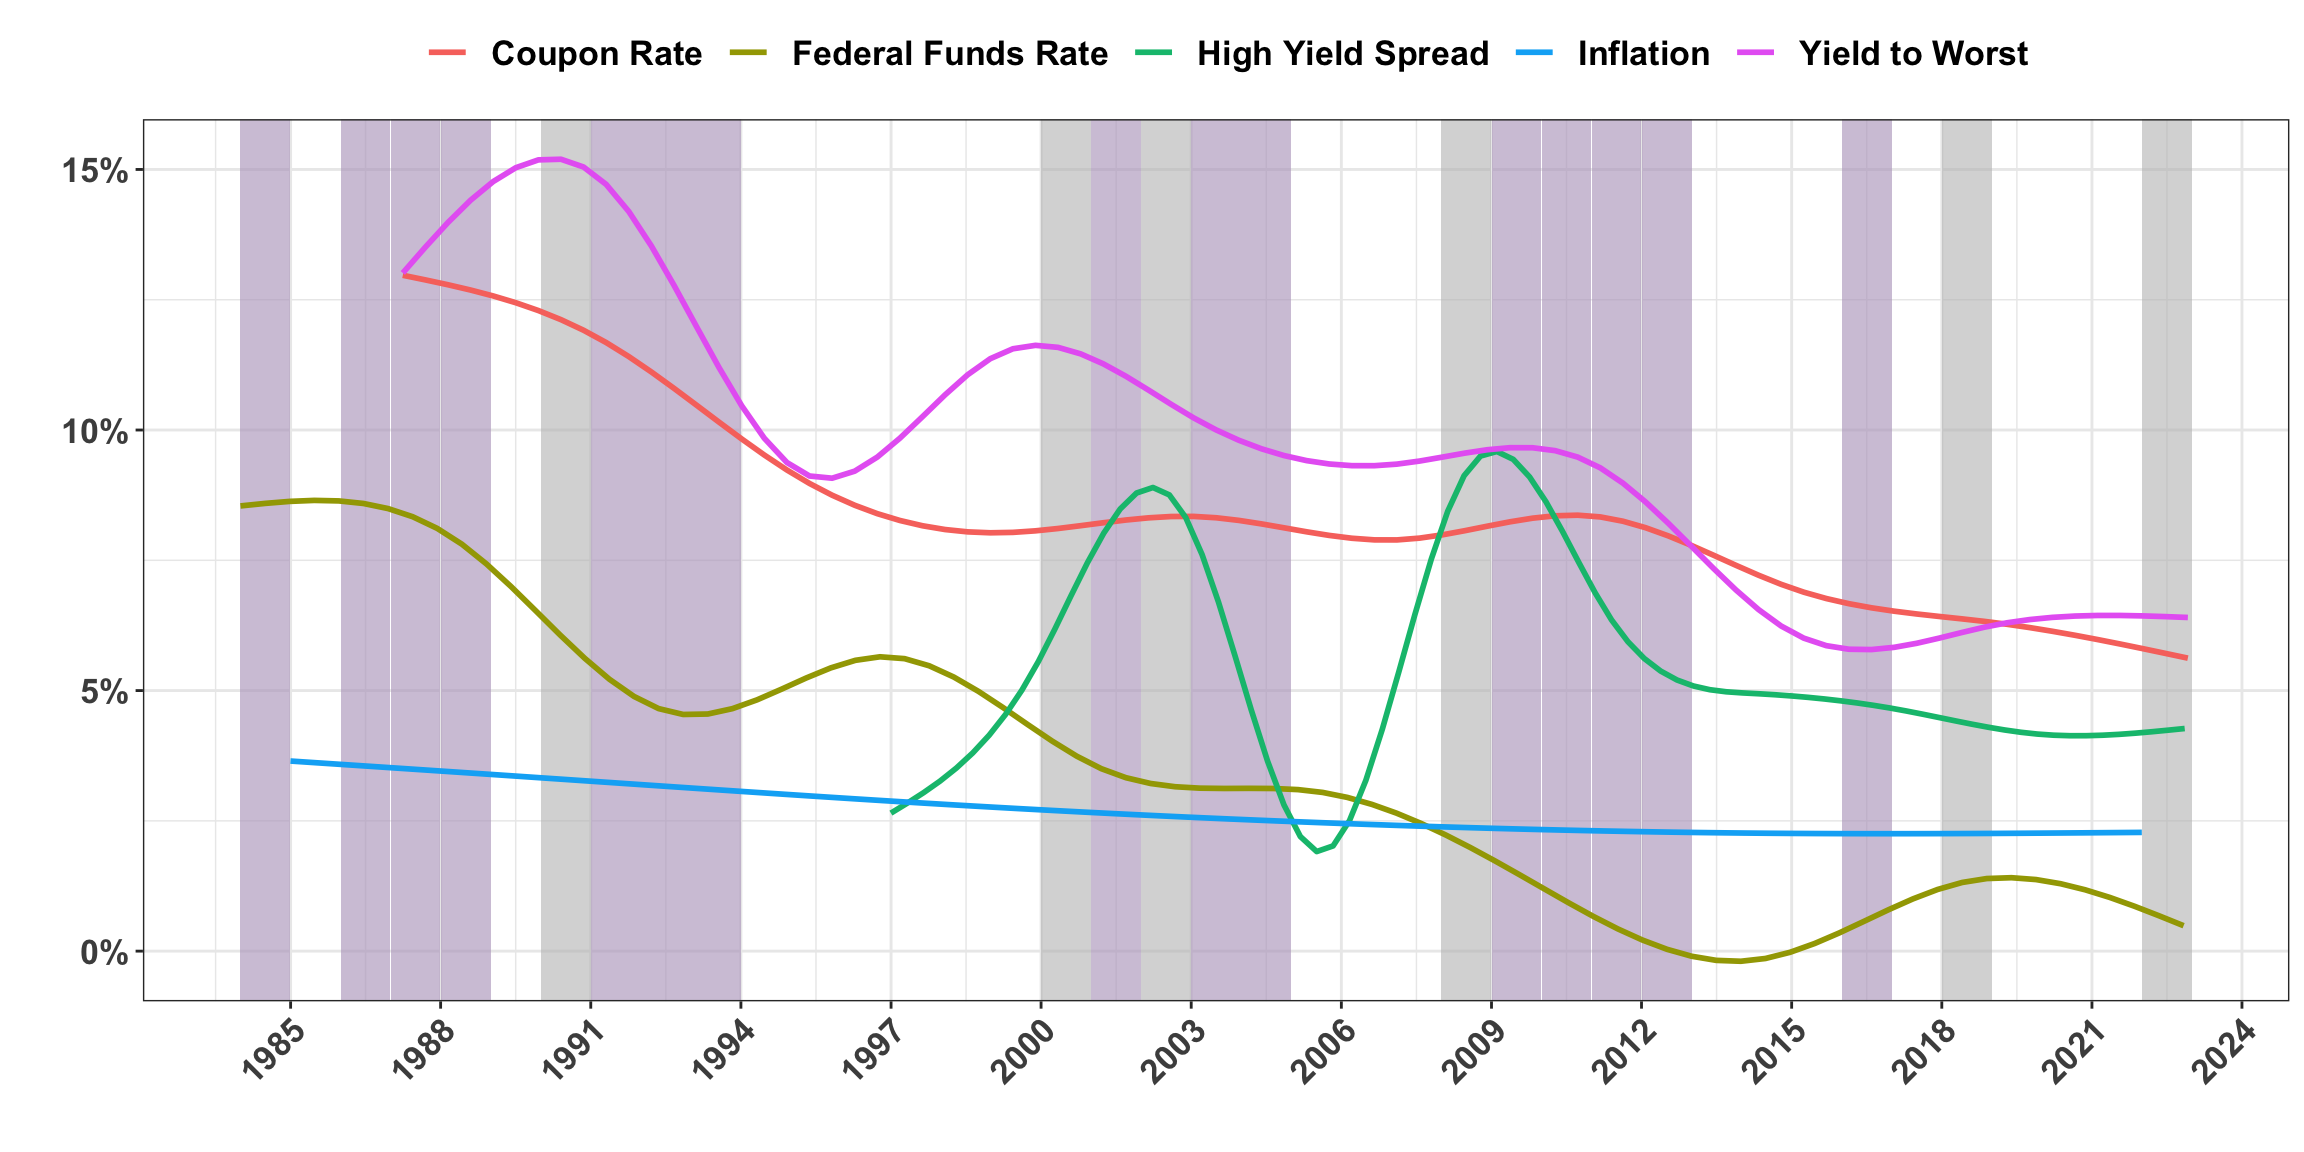 Coupon Rate Federal Funds Rate High Yield Spread Inflation Yield to Worst
15%
10%
5%
0%
1985 1988 1991 1994 1997 2000 2003 2006 2009 2012 2015 2018 2021 2024